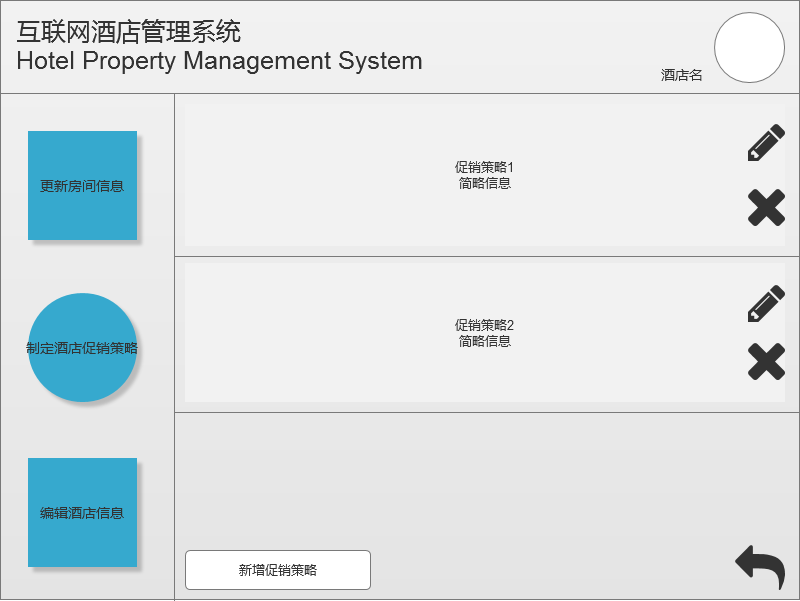 互联网酒店管理系统
Hotel Property Management System
酒店名
更新房间信息
制定酒店促销策略
编辑酒店信息
促销策略1
简略信息
促销策略2
简略信息
新增促销策略